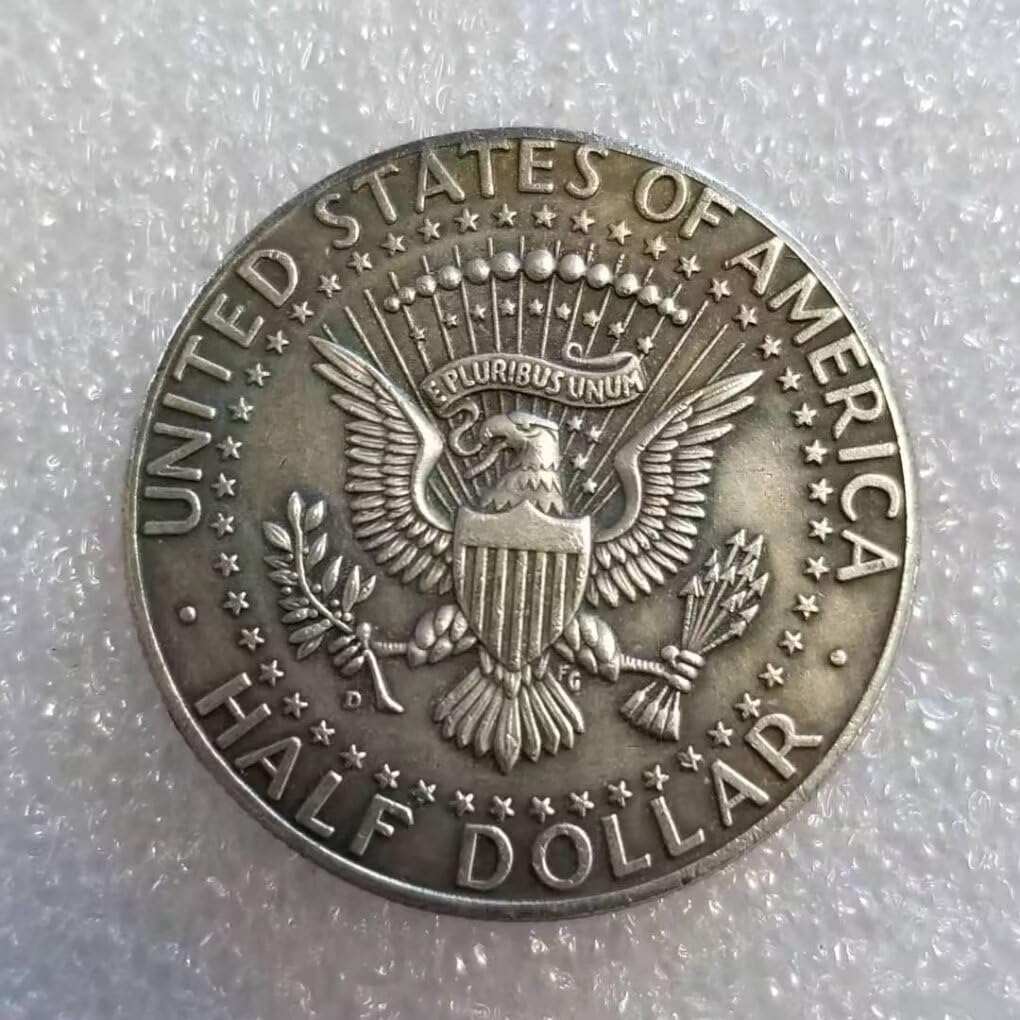 UNITED STATES OF AMERICA
E PLURIBUS UNUM
D
FG
HALF DOLLAR